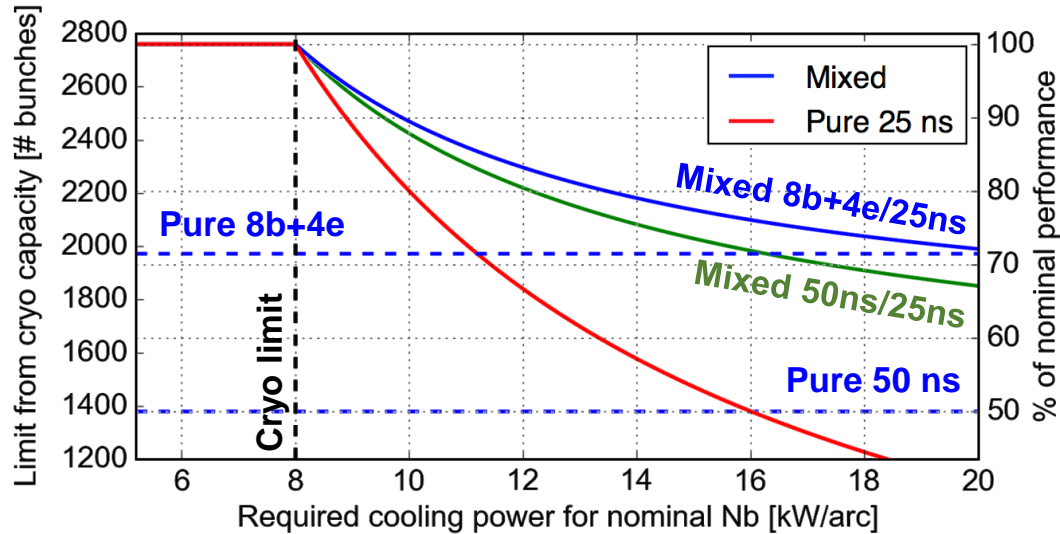 Limit from cryo capacity [# bunches]
2800
2600
2400
2200
2000
1800
1600
1400
1200
Mixed
Pure 25 ns
Mixed 8b+4e/25ns
Pure 8b+4e
Mixed 50ns/25ns
Pure 50 ns
Cryo limit
100
90
80
70
60
50
% of nominal performance
6 8 10 12 14 16 18 20
Required cooling power for nominal Nb [kW/arc]